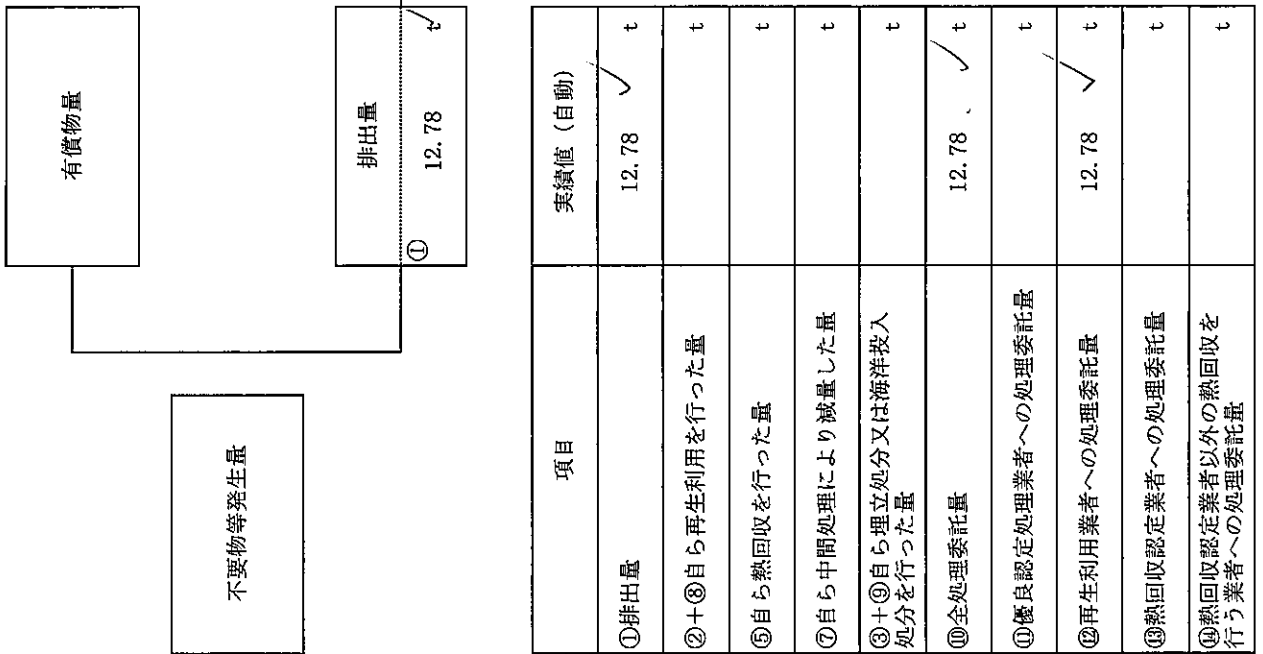 不要物等発生量
有償物量
排出量
① 12.78 t
項目 実績値（自動）
①排出量 12.78 t
②＋⑧自ら再生利用を行った量 t
⑤自ら熱回収を行った量 t
⑦自ら中間処理により減量した量 t
③＋⑨自ら埋立処分又は海洋投入
処分を行った量 t
⑩全処理委託量 12.78 t
⑪優良認定処理業者への処理委託量 t
⑫再生利用業者への処理委託量 12.78 t
⑬熱回収認定業者への処理委託量 t
⑭熱回収認定業者以外の熱回収を
行う業者への処理委託量 t